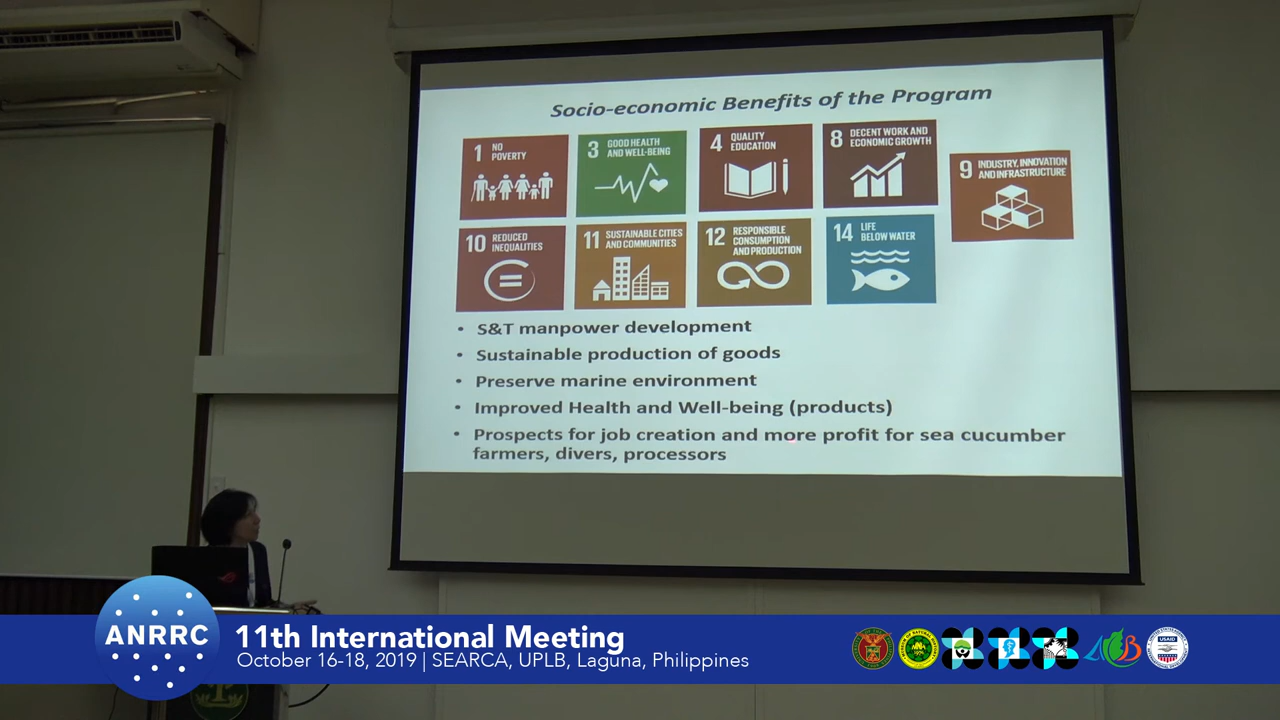 Socio-economic Benefits of the Program
1 NO
POVERTY
3 GOOD HEALTH
AND WELL-BEING
4 QUALITY
EDUCATION
8 DECENT WORK AND
ECONOMIC GROWTH
9 INDUSTRY, INNOVATION
AND INFRASTRUCTURE
10 REDUCED
INEQUALITIES
11 SUSTAINABLE CITIES
AND COMMUNITIES
12 RESPONSIBLE
CONSUMPTION
AND PRODUCTION
14 LIFE
BELOW WATER
• S&T manpower development
• Sustainable production of goods
• Preserve marine environment
• Improved Health and Well-being (products)
• Prospects for job creation and more profit for sea cucumber
farmers, divers, processors
ANRRC
11th International Meeting
October 16-18, 2019 | SEARCA, UPLB, Laguna, Philippines
USAID